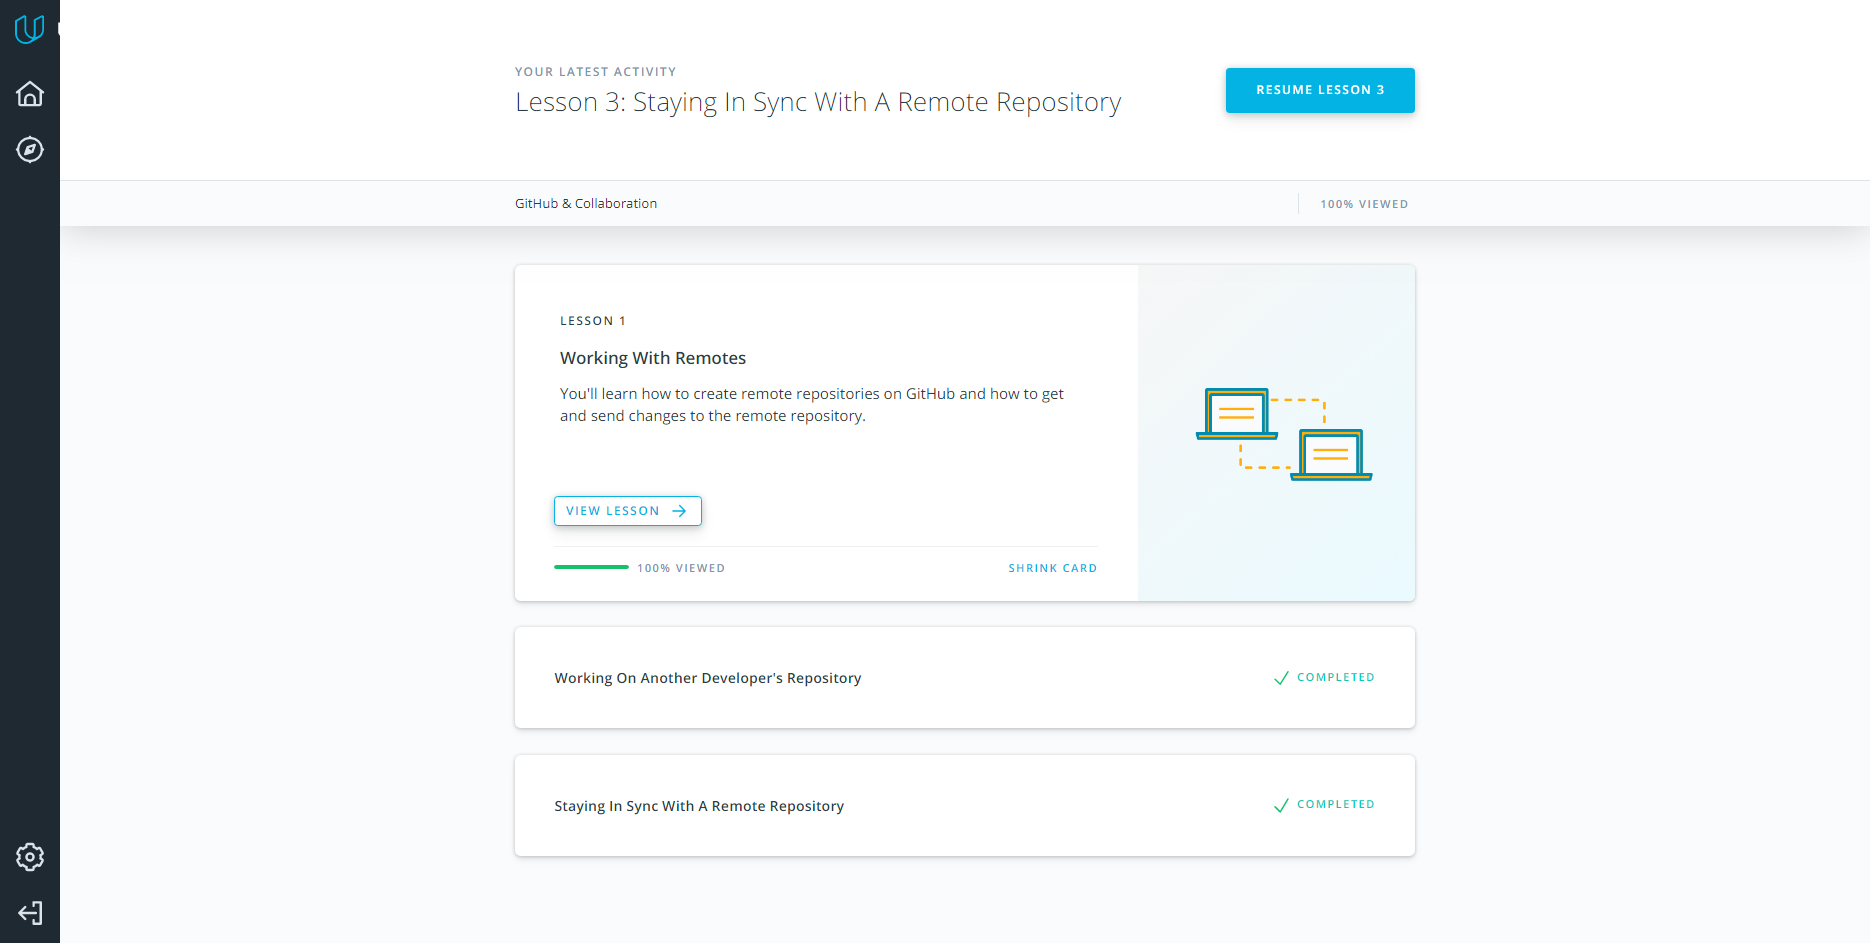 YOUR LATEST ACTIVITY
Lesson 3: Staying In Sync With A Remote Repository
RESUME LESSON 3
GitHub & Collaboration
100% VIEWED
LESSON 1
Working With Remotes
You'll learn how to create remote repositories on GitHub and how to get
and send changes to the remote repository.
VIEW LESSON
100% VIEWED
SHRINK CARD
Working On Another Developer's Repository
COMPLETED
Staying In Sync With A Remote Repository
COMPLETED